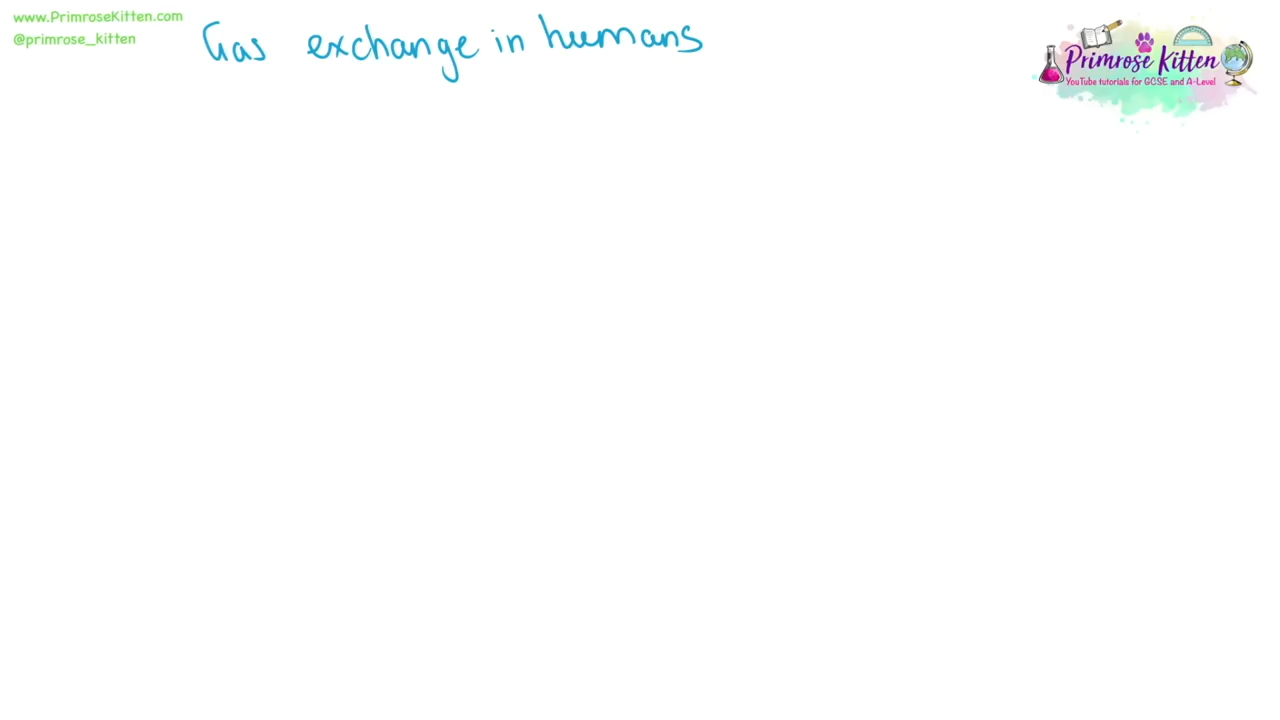 www.PrimroseKitten.com
@primrose_kitten
Gas exchange in humans
Primrose Kitten
YouTube tutorials for GCSE and A-Level